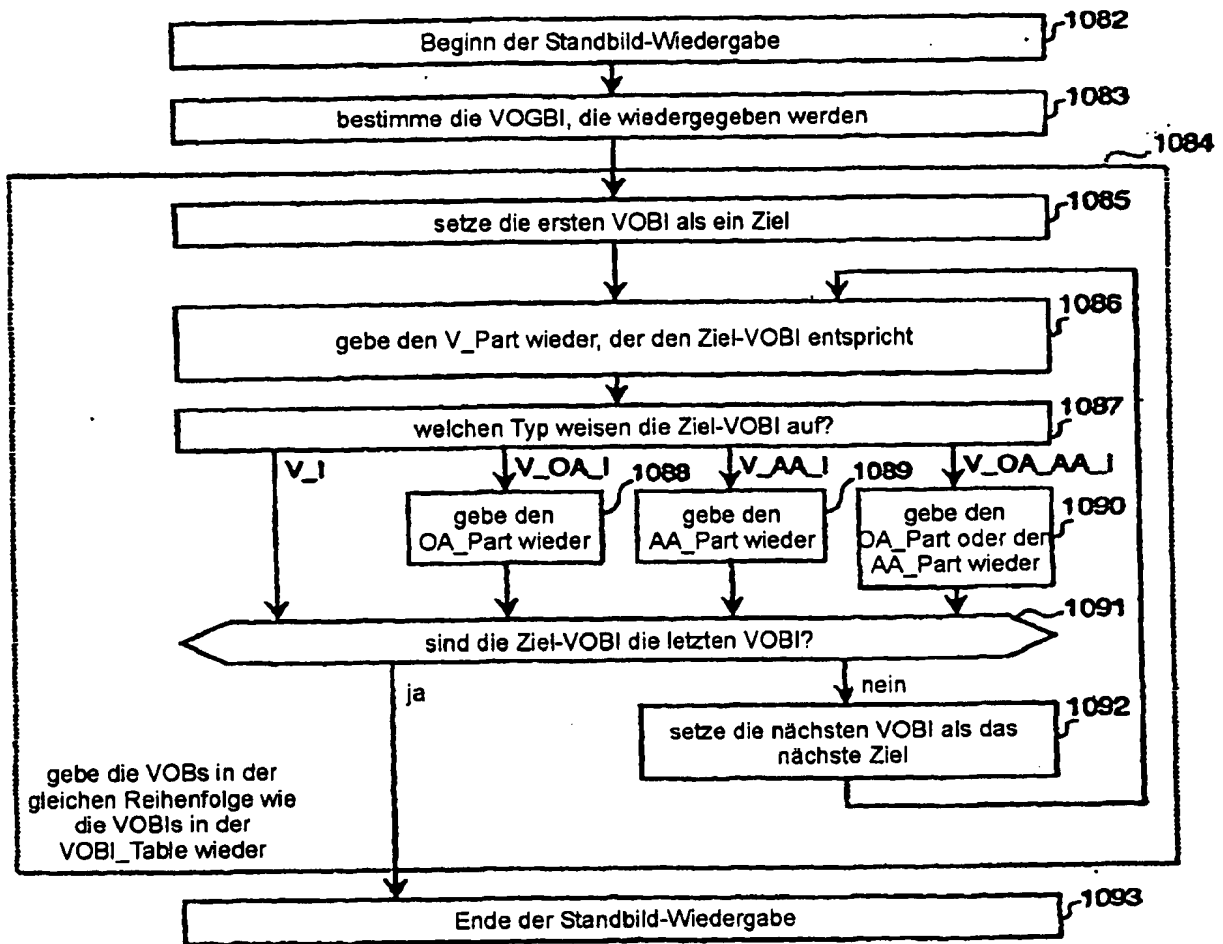 Beginn der Standbild-Wiedergabe
1082
bestimme die VOGBI, die wiedergegeben werden
1083
1084
setze die ersten VOBI als ein Ziel
1085
gebe den V_Part wieder, der den Ziel-VOBI entspricht
1086
welchen Typ weisen die Ziel-VOBI auf?
1087
V_I
V_OA_I
V_AA_I
V_OA_AA_I
gebe den
OA_Part wieder
1088
gebe den
AA_Part wieder
1089
gebe den
OA_Part oder den
AA_Part wieder
1090
sind die Ziel-VOBI die letzten VOBI?
1091
ja
nein
setze die nächsten VOBI als das
nächste Ziel
1092
gebe die VOBs in der
gleichen Reihenfolge wie
die VOBIs in der
VOBI_Table wieder
Ende der Standbild-Wiedergabe
1093